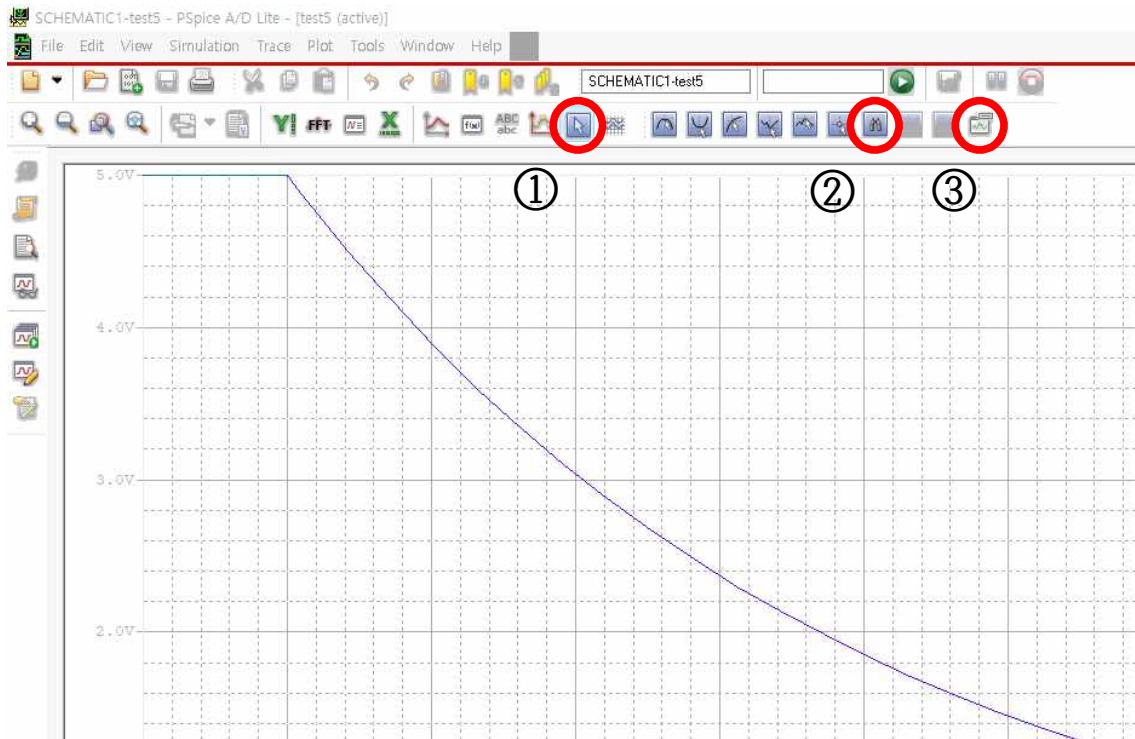 SCHEMATIC1-test5 - PSpice A/D Lite - [test5 (active)]
File Edit View Simulation Trace Plot Tools Window Help
SCHEMATIC1-test5
FFT
ABC
abc
① ② ③
5.0V
4.0V
3.0V
2.0V